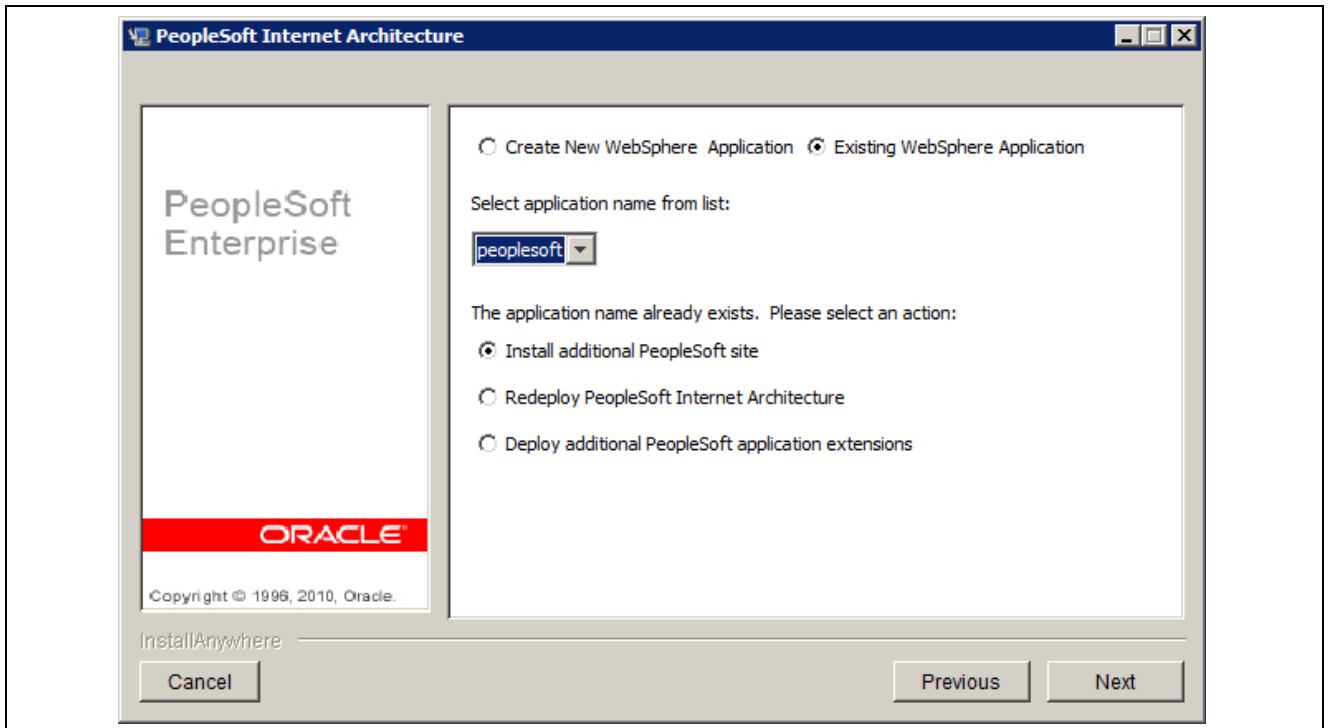 PeopleSoft Internet Architecture
Create New WebSphere Application
Existing WebSphere Application
PeopleSoft
Enterprise
Select application name from list:
peoplesoft
The application name already exists. Please select an action:
Install additional PeopleSoft site
Redeploy PeopleSoft Internet Architecture
Deploy additional PeopleSoft application extensions
ORACLE
Copyright © 1996, 2010, Oracle.
InstallAnywhere
Cancel
Previous
Next